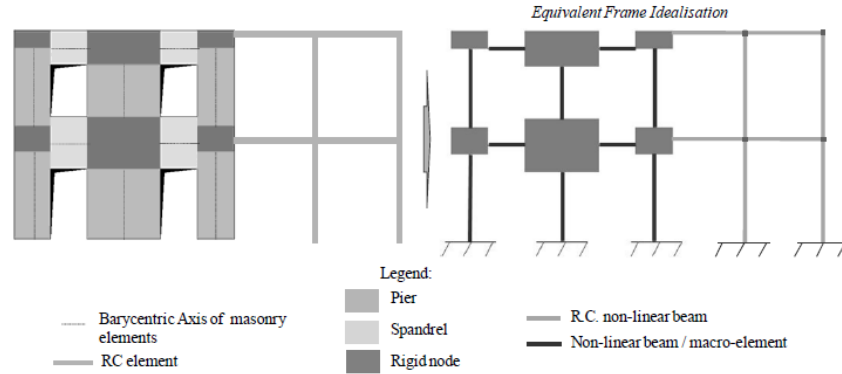 Equivalent Frame Idealisation
Legend:
Pier
Spandrel
Rigid node
Barycentric Axis of masonry
elements
RC element
R.C. non-linear beam
Non-linear beam / macro-element